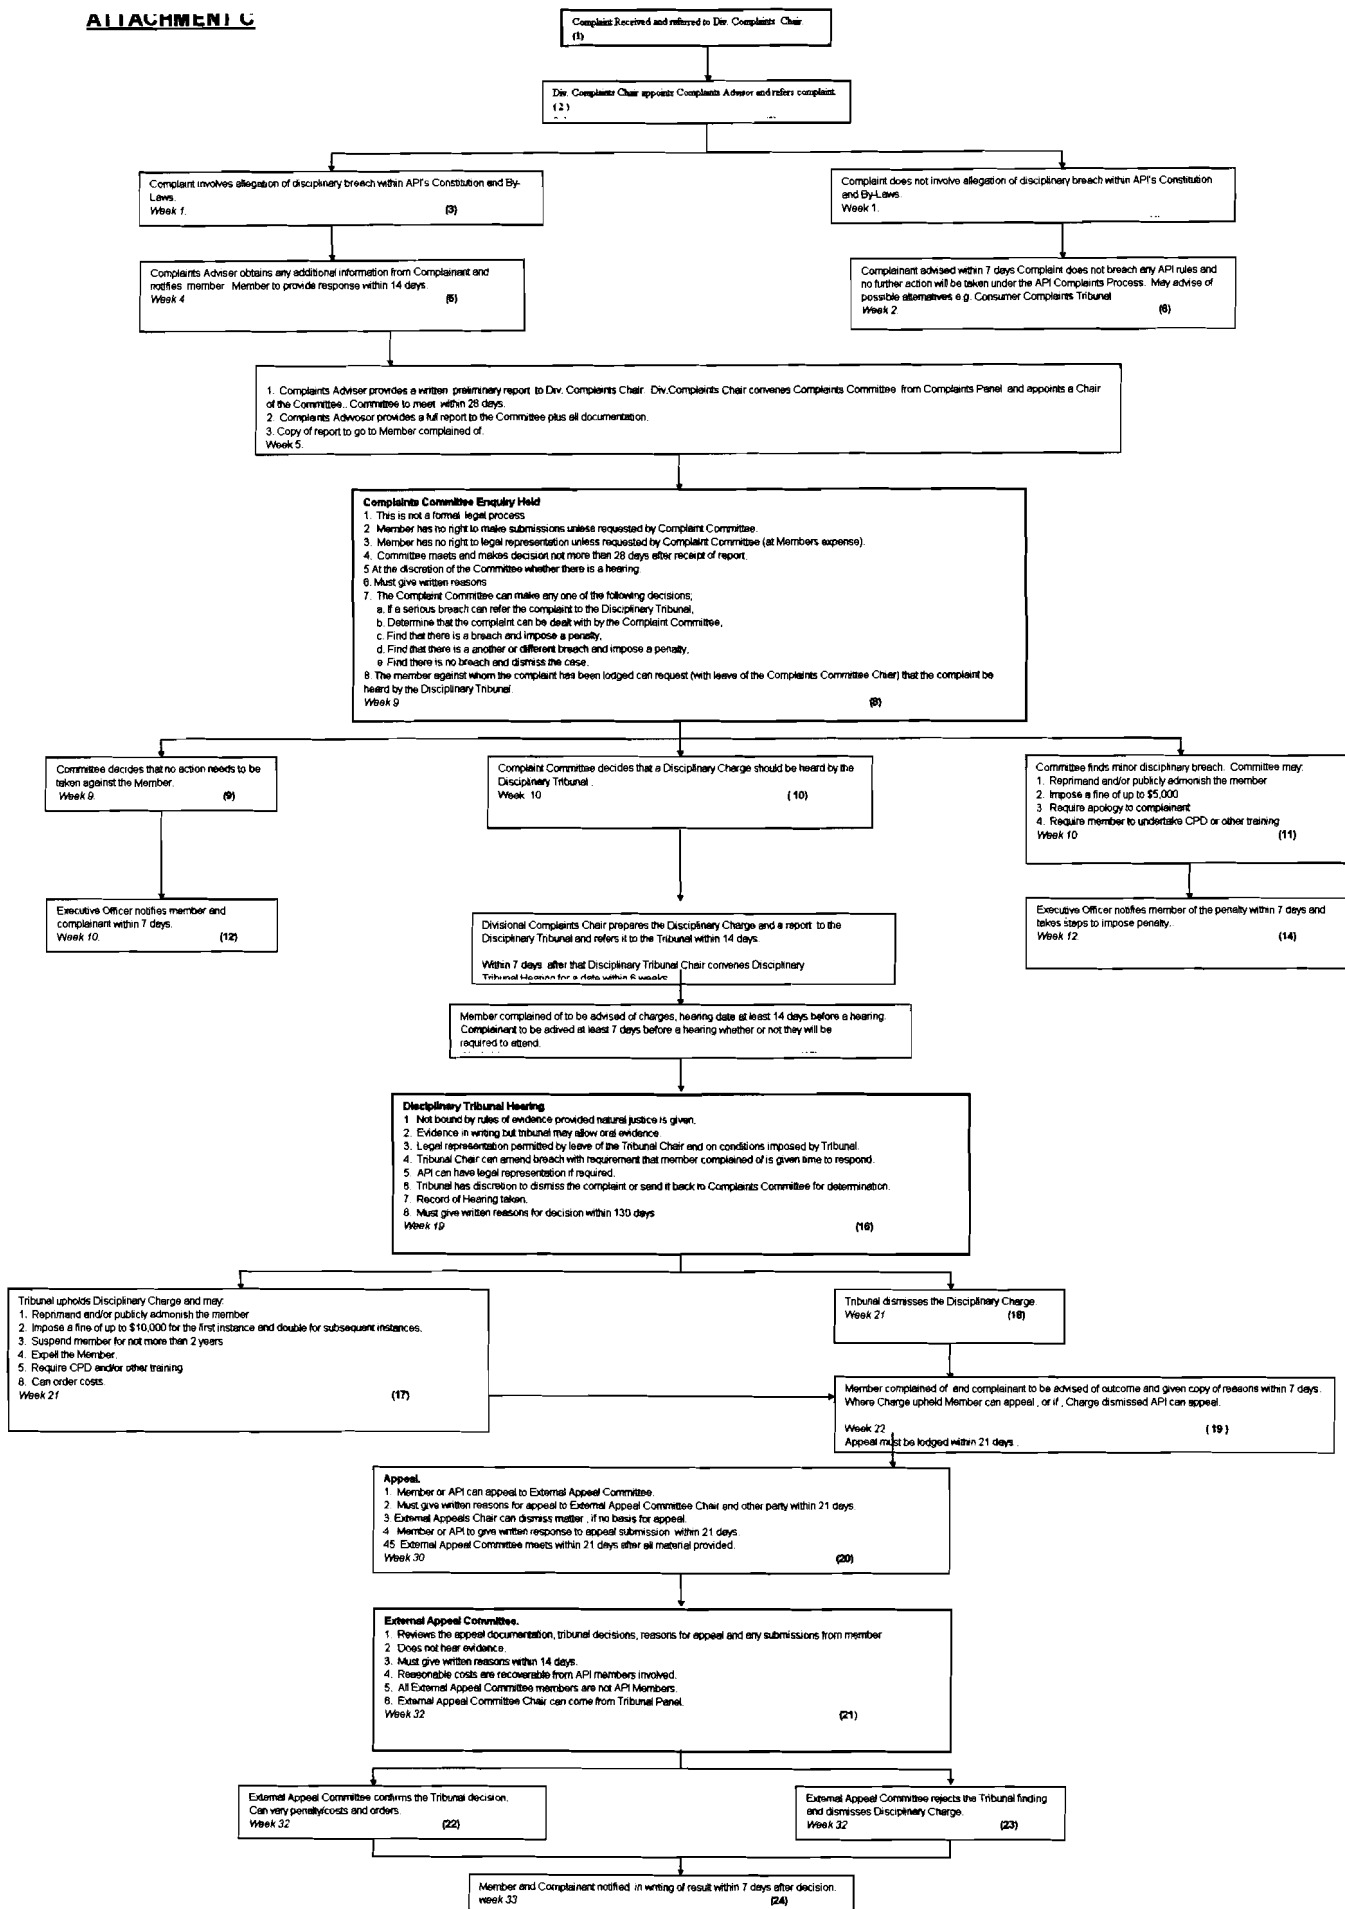 ATTACHMENT C
Complaint Received and referred to Div. Complaints Chair
(1)
Div. Complaints Chair appoints Complaints Advisor and refers complaint.
(2)
Complaint involves allegation of disciplinary breach within API's Constitution and By-
Laws.
Week 1. (3)
Complaint does not involve allegation of disciplinary breach within API's Constitution
and By-Laws.
Week 1.
Complaints Adviser obtains any additional information from Complainant and
notifies member Member to provide response within 14 days.
Week 4 (5)
Complainant advised within 7 days Complaint does not breach any API rules and
no further action will be taken under the API Complaints Process. May advise of
possible alternatives e.g. Consumer Complaints Tribunal
Week 2 (6)
1. Complaints Adviser provides a written preliminary report to Div. Complaints Chair. Div.Complaints Chair convenes Complaints Committee from Complaints Panel and appoints a Chair
of the Committee.. Committee to meet within 28 days.
2. Complaints Adwosor provides a full report to the Committee plus all documentation.
3. Copy of report to go to Member complained of.
Week 5.
Complaints Committee Enquiry Held
1. This is not a formal legal process
2 Member has no right to make submissions unless requested by Complaint Committee.
3. Member has no right to legal representation unless requested by Complaint Committee (at Members expense).
4. Committee meets and makes decision not more than 28 days after receipt of report.
5 At the discretion of the Committee whether there is a hearing.
6. Must give written reasons
7. The Complaint Committee can make any one of the following decisions;
a. If a serious breach can refer the complaint to the Disciplinary Tribunal,
b. Determine that the complaint can be dealt with by the Complaint Committee,
c. Find that there is a breach and impose a penalty,
d. Find that there is a another or different breach and impose a penalty,
e Find there is no breach and dismiss the case.
8. The member against whom the complaint has been lodged can request (with leave of the Complaints Committee Chier) that the complaint be
heard by the Disciplinary Tribunal.
Week 9 (8)
Committee decides that no action needs to be
taken against the Member.
Week 9. (9)
Complaint Committee decides that a Disciplinary Charge should be heard by the
Disciplinary Tribunal .
Week 10 (10)
Committee finds minor disciplinary breach. Committee may:
1. Reprimand and/or publicly admonish the member
2. Impose a fine of up to $5,000
3 Require apology to complainant
4. Require member to undertake CPD or other training
Week 10 (11)
Executive Officer notifies member and
complainant within 7 days.
Week 10. (12)
Divisional Complaints Chair prepares the Disciplinary Charge and a report to the
Disciplinary Tribunal and refers it to the Tribunal within 14 days.
Within 7 days after that Disciplinary Tribunal Chair convenes Disciplinary
Tribunal Hearing for a date within 6 weeks
Executive Officer notifies member of the penalty within 7 days and
takes steps to impose penalty..
Week 12 (14)
Member complained of to be advised of charges, hearing date at least 14 days before a hearing.
Complainant to be adived at least 7 days before a hearing whether or not they will be
required to attend.
Disciplinary Tribunal Hearing
1 Not bound by rules of evidence provided natural justice is given.
2. Evidence in writing but tribunal may allow oral evidence
3. Legal representation permitted by leave of the Tribunal Chair and on conditions imposed by Tribunal.
4. Tribunal Chair can amend breach with requirement that member complained of is given time to respond.
5. API can have legal representation if required.
6. Tribunal has discretion to dismiss the complaint or send it back to Complaints Committee for determination.
7. Record of Hearing taken.
8. Must give written reasons for decision within 130 days
Week 19 (16)
Tribunal upholds Disciplinary Charge and may:
1. Reprimand and/or publicly admonish the member
2. Impose a fine of up to $10,000 for the first instance and double for subsequent instances.
3. Suspend member for not more than 2 years
4. Expell the Member.
5. Require CPD and/or other training
8. Can order costs.
Week 21 (17)
Tribunal dismisses the Disciplinary Charge.
Week 21 (18)
Member complained of and complainant to be advised of outcome and given copy of reasons within 7 days.
Where Charge upheld Member can appeal , or if , Charge dismissed API can appeal.
Week 22 (19)
Appeal must be lodged within 21 days .
Appeal.
1. Member or API can appeal to External Appeal Committee.
2. Must give written reasons for appeal to External Appeal Committee Chair and other party within 21 days.
3 External Appeals Chair can dismiss matter , if no basis for appeal.
4 Member or API to give written response to appeal submission within 21 days.
45 External Appeal Committee meets within 21 days after all material provided.
Week 30 (20)
External Appeal Committee.
1. Reviews the appeal documentation, tribunal decisions, reasons for appeal and any submissions from member
2 Does not hear evidence.
3. Must give written reasons within 14 days.
4. Reasonable costs are recoverable from API members involved.
5. All External Appeal Committee members are not API Members.
6. External Appeal Committee Chair can come from Tribunal Panel.
Week 32 (21)
External Appeal Committee confirms the Tribunal decision.
Can very penalty/costs and orders.
Week 32 (22)
External Appeal Committee rejects the Tribunal finding
and dismisses Disciplinary Charge.
Week 32 (23)
Member and Complainant notified in writing of result within 7 days after decision.
week 33 (24)